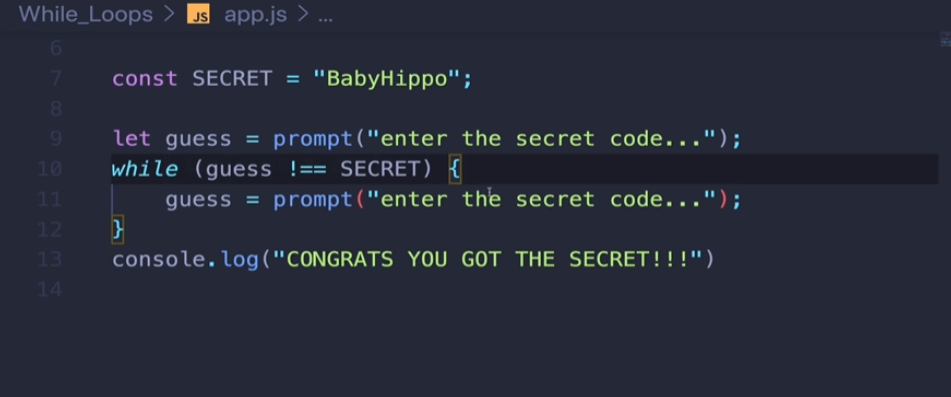 While_Loops > JS app.js > ...
6
7 const SECRET = "BabyHippo";
8
9 let guess = prompt("enter the secret code...");
10 while (guess !== SECRET) {
11 guess = prompt("enter the secret code...");
12 }
13 console.log("CONGRATS YOU GOT THE SECRET!!!")
14